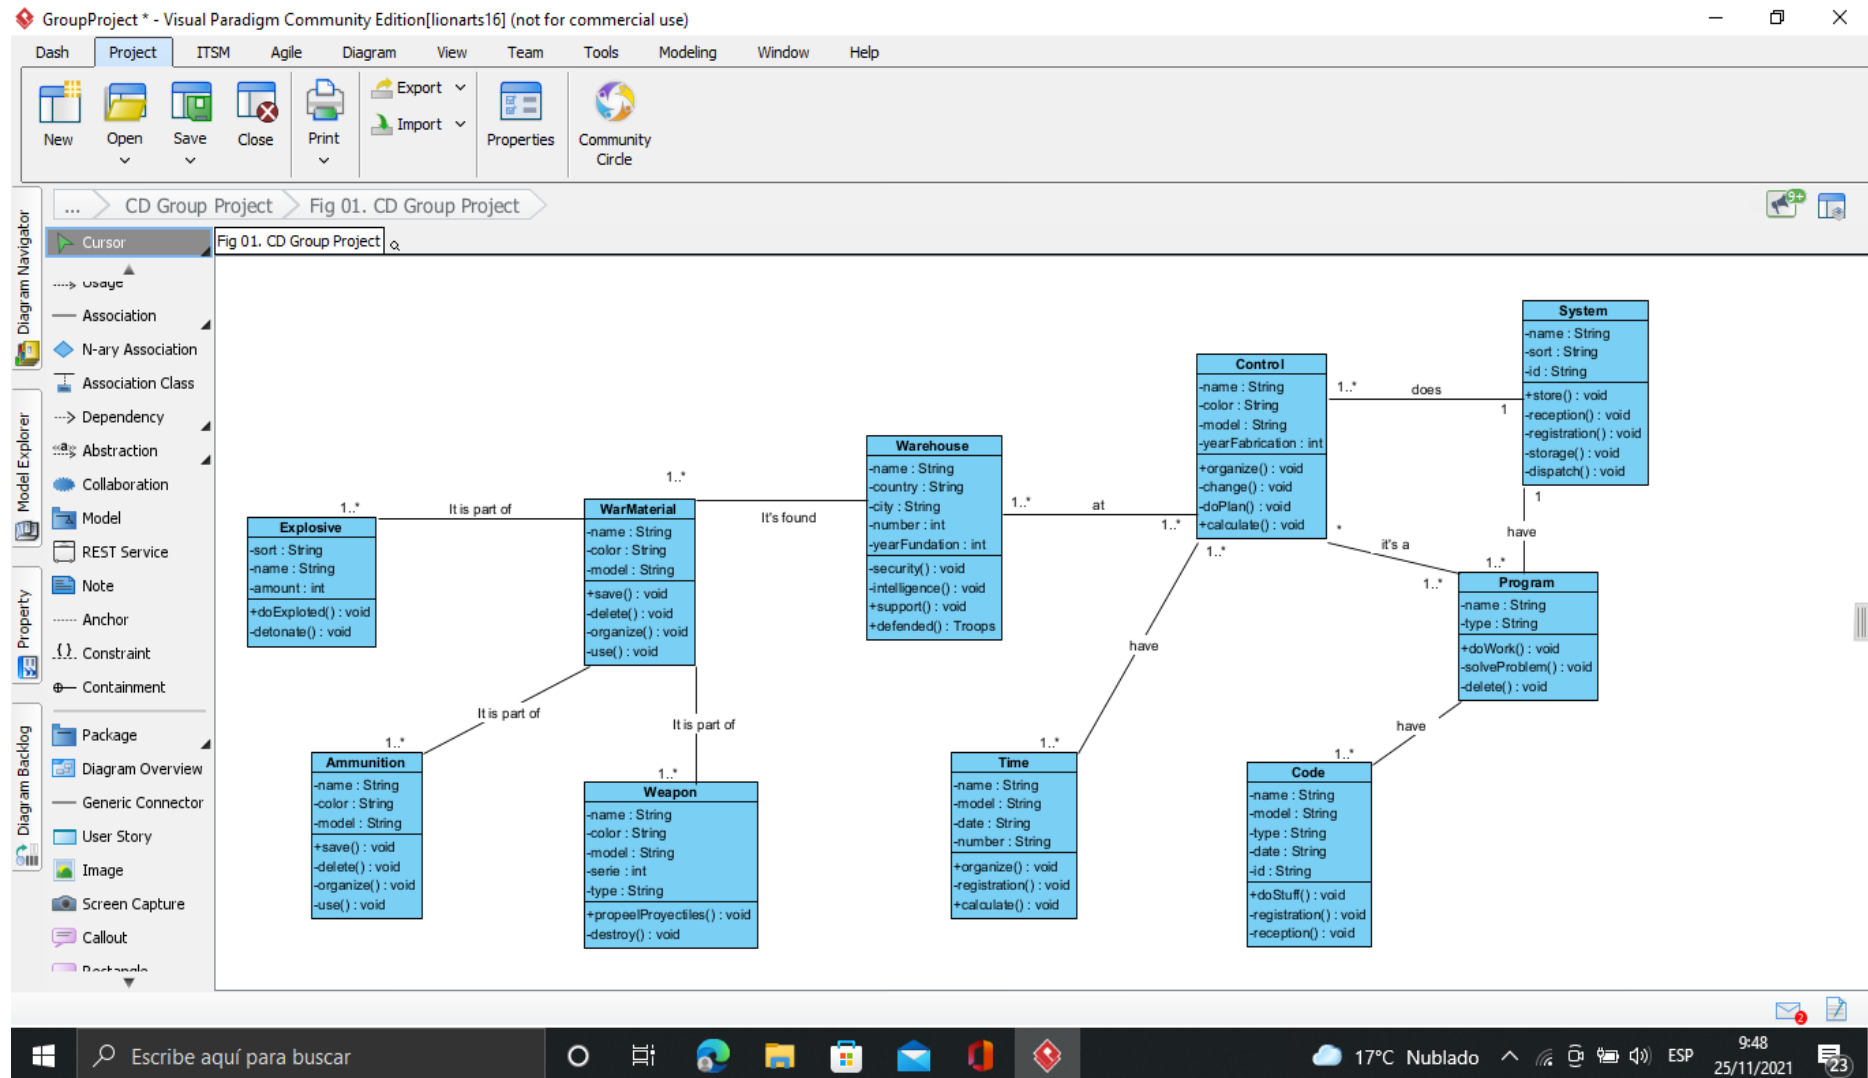 GroupProject * - Visual Paradigm Community Edition[lionarts16] (not for commercial use)
Dash Project ITSM Agile Diagram View Team Tools Modeling Window Help
New Open Save Close Print Export Import Properties Community Circle
... CD Group Project Fig 01. CD Group Project
Diagram Navigator
Model Explorer
Property
Diagram Backlog
Cursor
Usage
Association
N-ary Association
Association Class
Dependency
Abstraction
Collaboration
Model
REST Service
Note
Anchor
Constraint
Containment
Package
Diagram Overview
Generic Connector
User Story
Image
Screen Capture
Callout
Rectangle
Fig 01. CD Group Project
System
-name : String
-sort : String
-id : String
+store() : void
-reception() : void
-registration() : void
-storage() : void
-dispatch() : void
Control
-name : String
-color : String
-model : String
-yearFabrication : int
+organize() : void
-change() : void
-doPlan() : void
+calculate() : void
1..* does 1
Warehouse
-name : String
-country : String
-city : String
-number : int
-yearFundation : int
-security() : void
-intelligence() : void
+support() : void
+defended() : Troops
1..* at 1..*
WarMaterial
-name : String
-color : String
-model : String
+save() : void
-delete() : void
-organize() : void
-use() : void
1..* It's found
Explosive
-sort : String
-name : String
-amount : int
+doExploted() : void
-detonate() : void
1..* It is part of
1
have
1..*
* it's a 1..*
Program
-name : String
-type : String
+doWork() : void
-solveProblem() : void
-delete() : void
1..*
have
1..*
It is part of
1..*
It is part of
1..*
have
1..*
Ammunition
-name : String
-color : String
-model : String
+save() : void
-delete() : void
-organize() : void
-use() : void
Weapon
-name : String
-color : String
-model : String
-serie : int
-type : String
+propeelProyectiles() : void
-destroy() : void
Time
-name : String
-model : String
-date : String
-number : String
+organize() : void
-registration() : void
+calculate() : void
Code
-name : String
-model : String
-type : String
-date : String
-id : String
+doStuff() : void
-registration() : void
-reception() : void
9+
2
Escribe aquí para buscar
17°C Nublado
ESP
9:48
25/11/2021
23